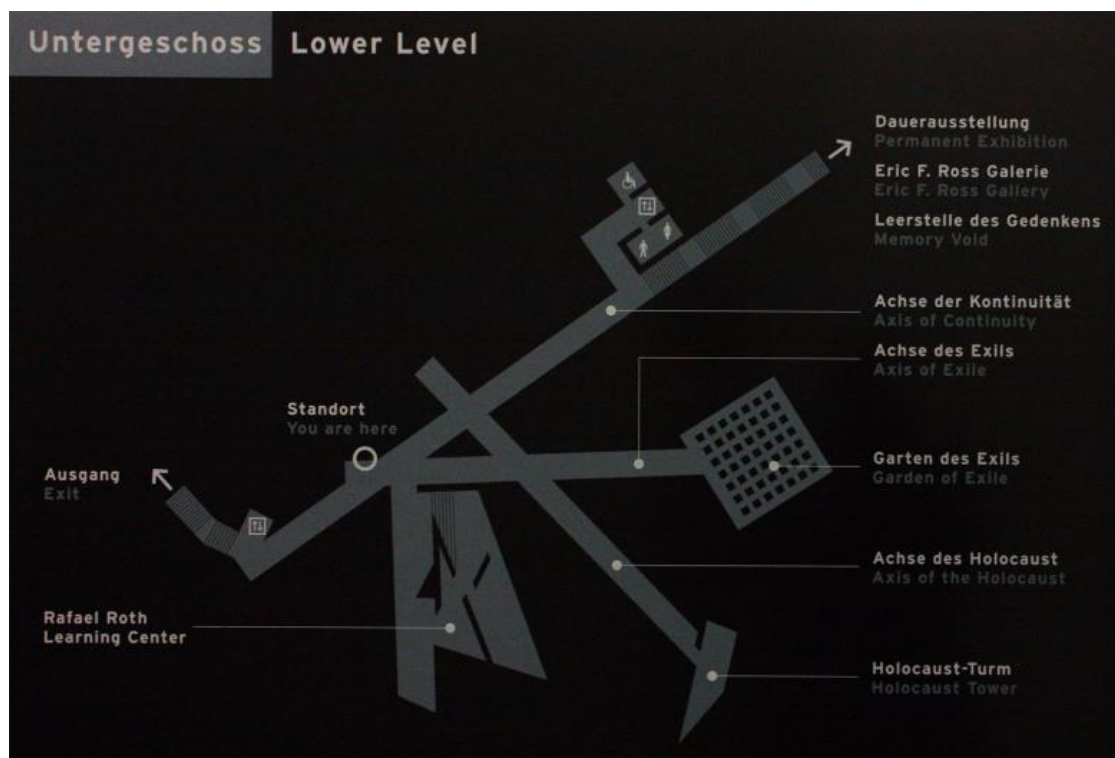 Untergeschoss Lower Level
Dauerausstellung
Permanent Exhibition
Eric F. Ross Galerie
Eric F. Ross Gallery
Leerstelle des Gedenkens
Memory Void
Achse der Kontinuität
Axis of Continuity
Achse des Exils
Axis of Exile
Standort
You are here
Ausgang
Exit
Garten des Exils
Garden of Exile
Achse des Holocaust
Axis of the Holocaust
Rafael Roth
Learning Center
Holocaust-Turm
Holocaust Tower